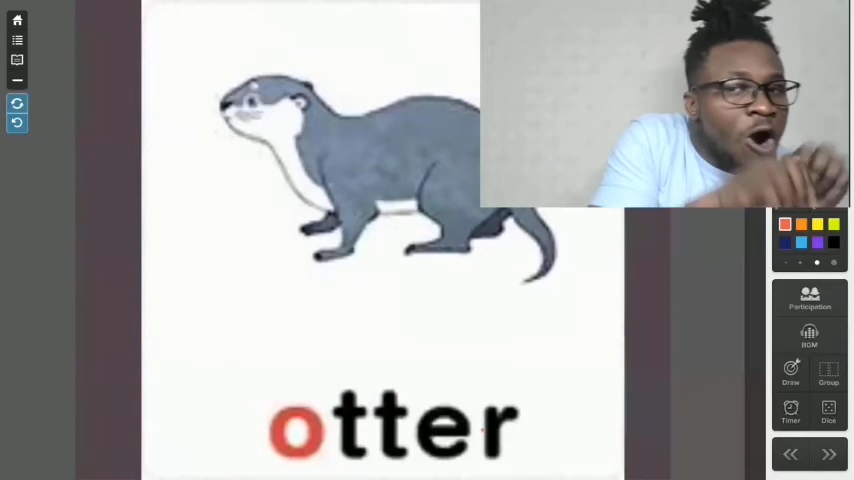 otter
Participation
BGM
Draw Group
Timer Dice